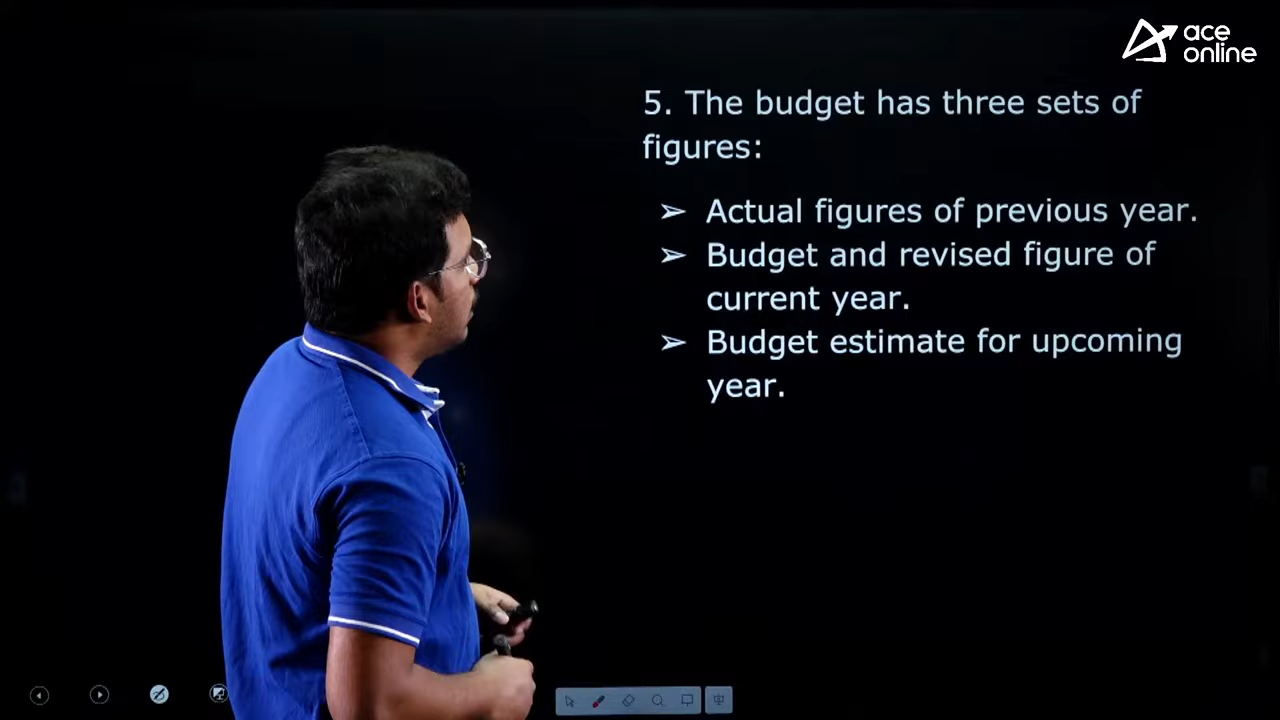 ace
online
5. The budget has three sets of
figures:
➢ Actual figures of previous year.
➢ Budget and revised figure of
current year.
➢ Budget estimate for upcoming
year.